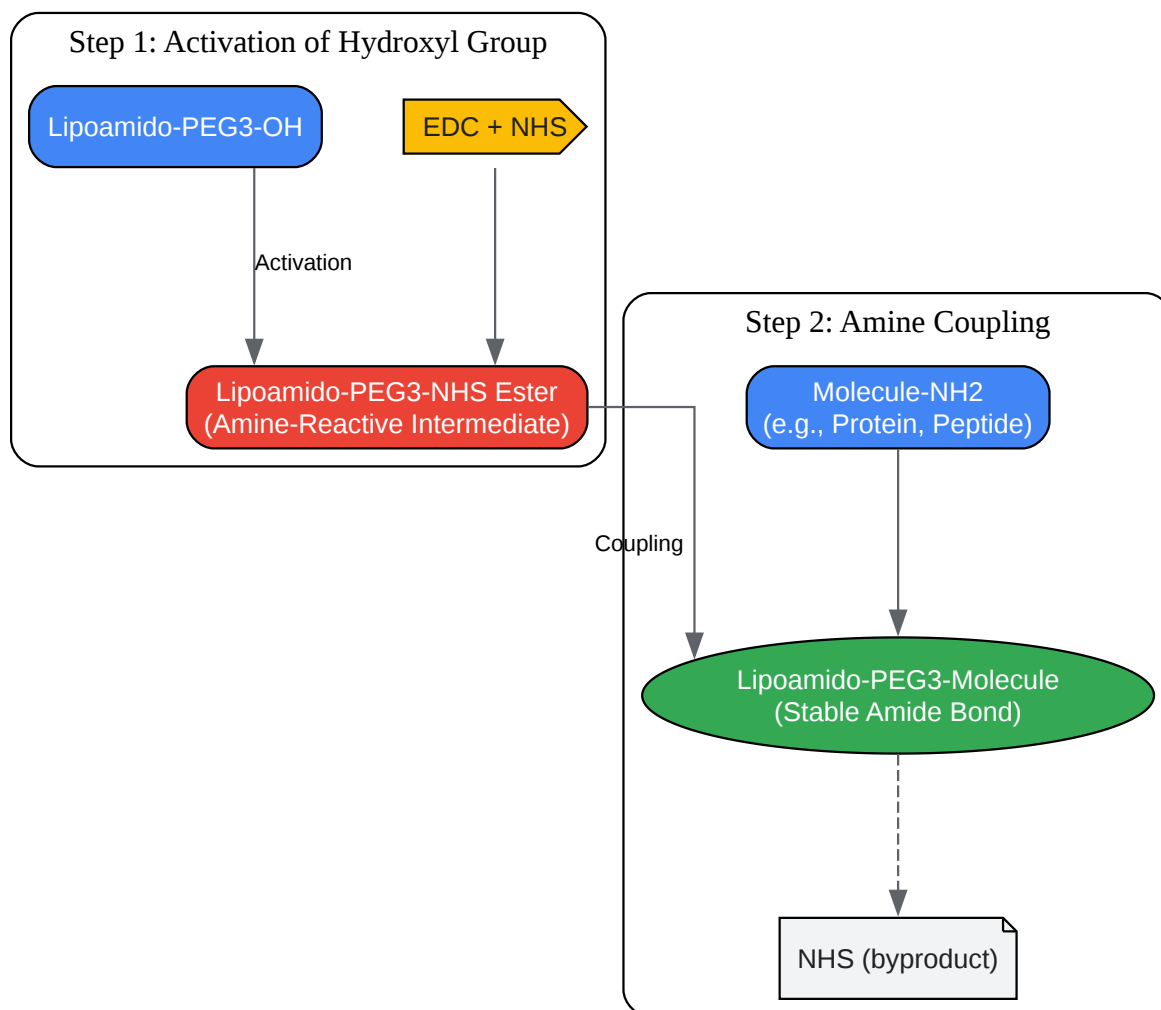 Step 1: Activation of Hydroxyl Group
Lipoamido-PEG3-OH
EDC + NHS
Activation
Lipoamido-PEG3-NHS Ester
(Amine-Reactive Intermediate)
Step 2: Amine Coupling
Molecule-NH2
(e.g., Protein, Peptide)
Coupling
Lipoamido-PEG3-Molecule
(Stable Amide Bond)
NHS (byproduct)